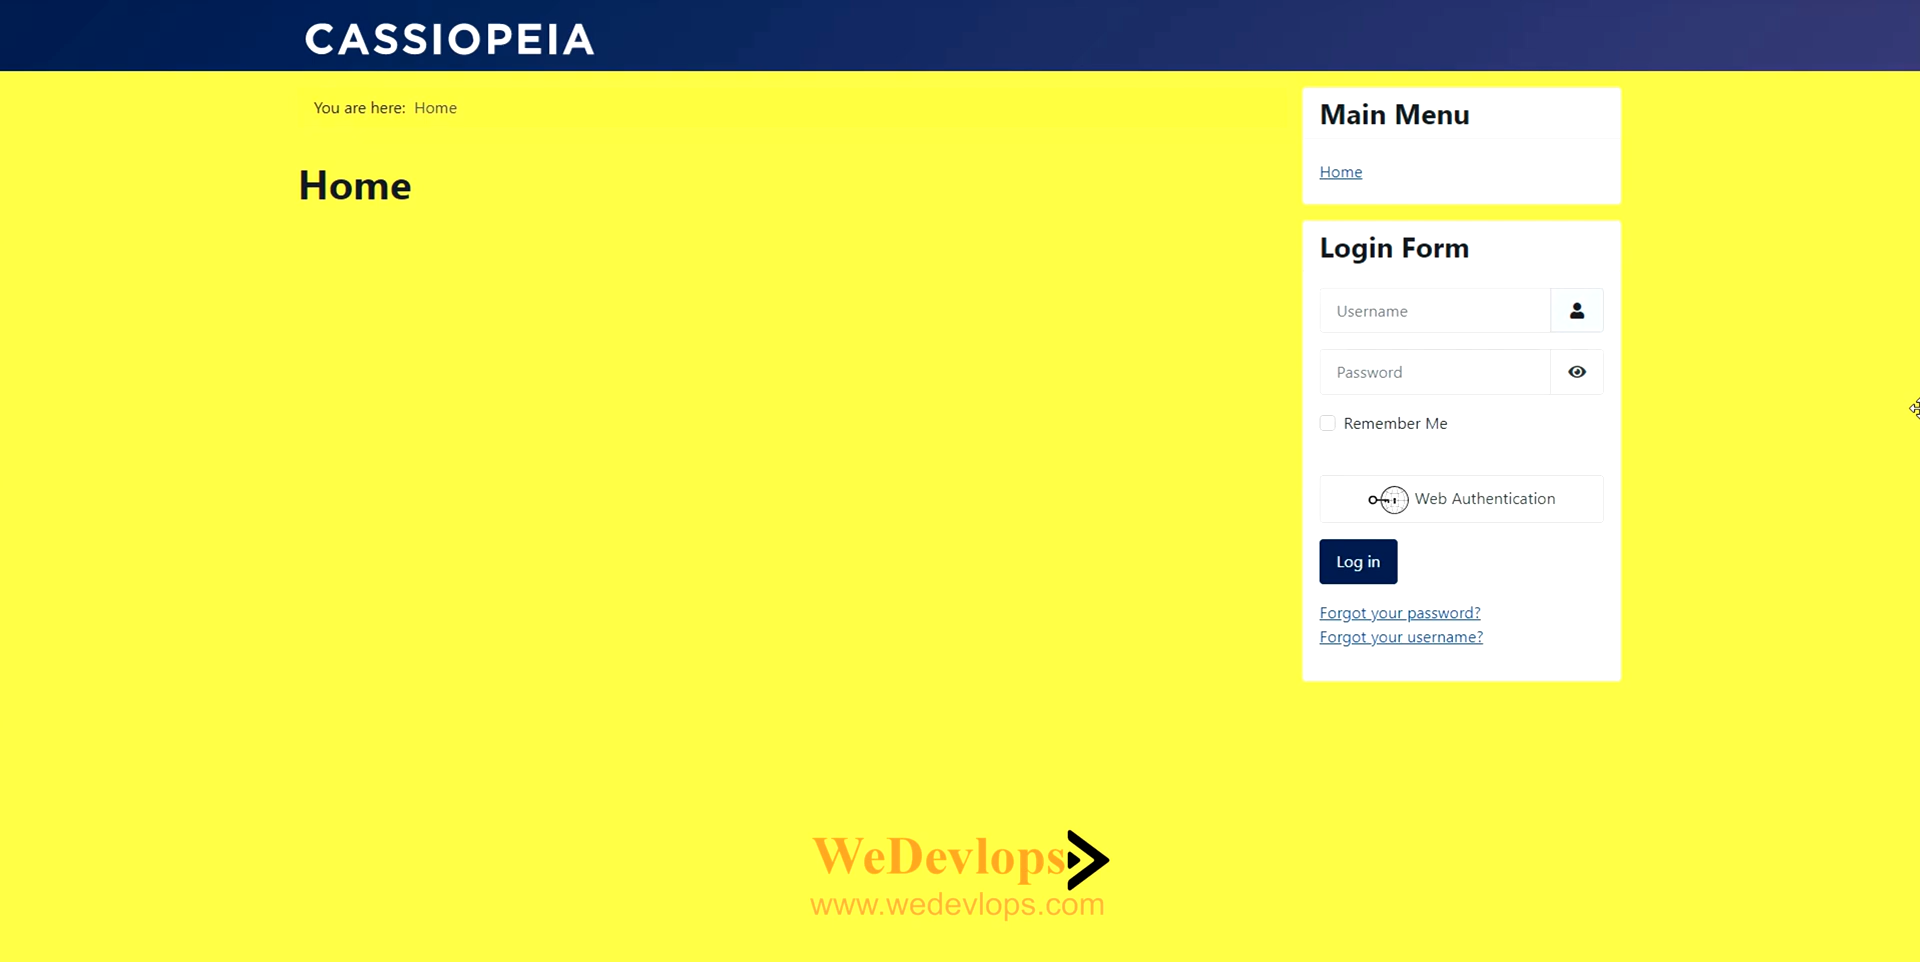 CASSIOPEIA
You are here: Home
Home
Main Menu
Home
Login Form
Username
Password
Remember Me
Web Authentication
Log in
Forgot your password?
Forgot your username?
WeDevlops
www.wedevlops.com